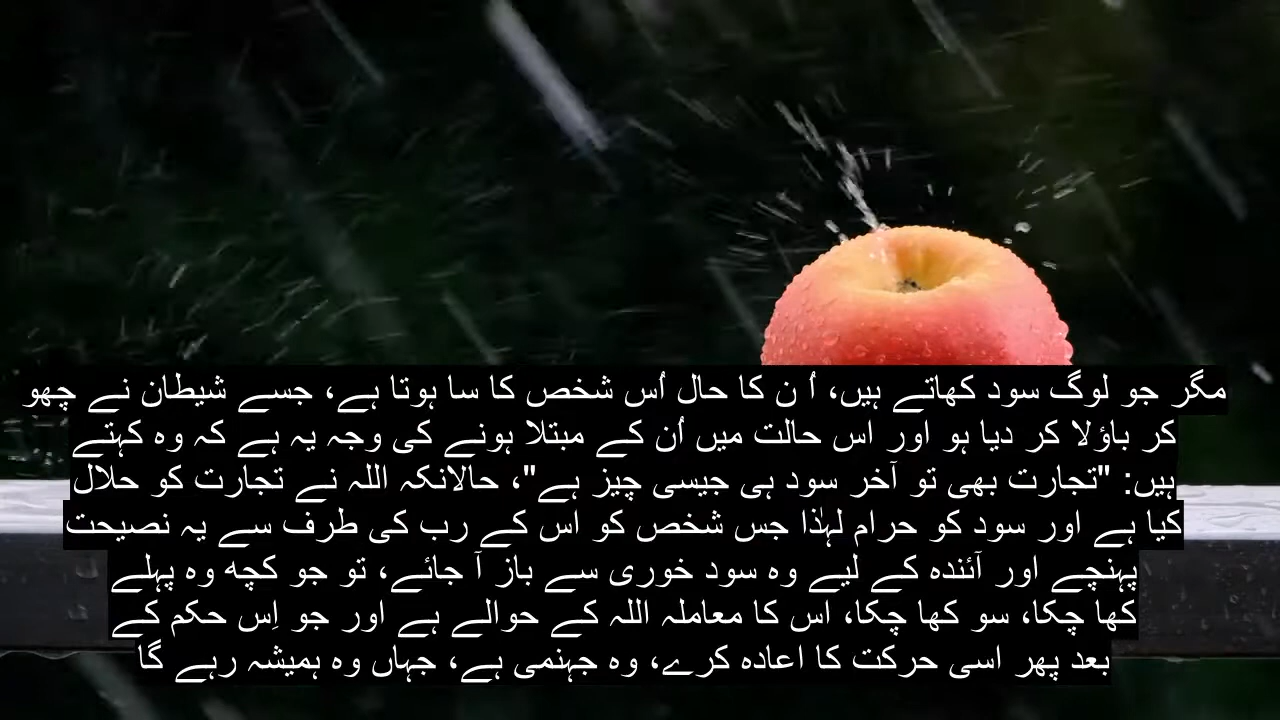 مگر جو لوگ سود کھاتے ہیں، اُ ن کا حال اُس شخص کا سا ہوتا ہے، جسے شیطان نے چھو
کر باؤلا کر دیا ہو اور اس حالت میں اُن کے مبتلا ہونے کی وجہ یہ ہے کہ وہ کہتے
ہیں: "تجارت بھی تو آخر سود ہی جیسی چیز ہے"، حالانکہ اللہ نے تجارت کو حلال
کیا ہے اور سود کو حرام لہٰذا جس شخص کو اس کے رب کی طرف سے یہ نصیحت
پہنچے اور آئندہ کے لیے وہ سود خوری سے باز آ جائے، تو جو کچھ وہ پہلے
کھا چکا، سو کھا چکا، اس کا معاملہ اللہ کے حوالے ہے اور جو اِس حکم کے
بعد پھر اسی حرکت کا اعادہ کرے، وہ جہنمی ہے، جہاں وہ ہمیشہ رہے گا